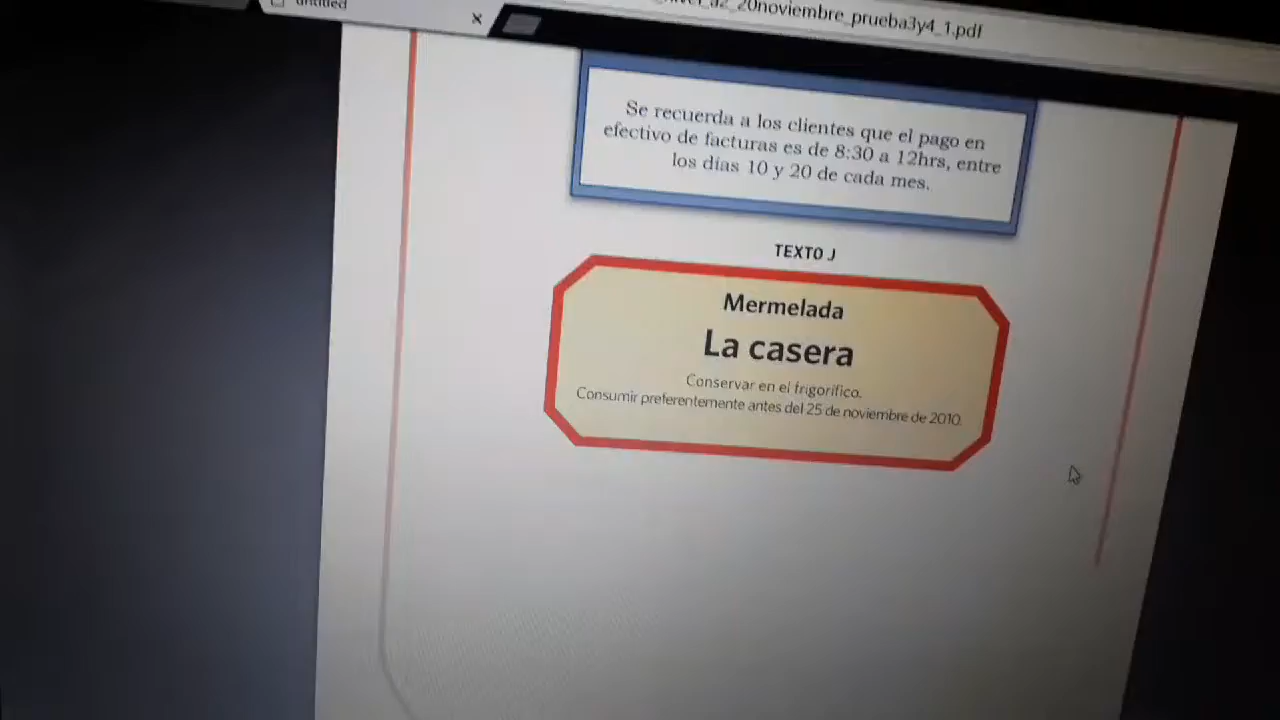 untitled
20noviembre_prueba3y4_1.pdf
Se recuerda a los clientes que el pago en
efectivo de facturas es de 8:30 a 12hrs, entre
los días 10 y 20 de cada mes.
TEXTO J
Mermelada
La casera
Conservar en el frigorífico.
Consumir preferentemente antes del 25 de noviembre de 2010.